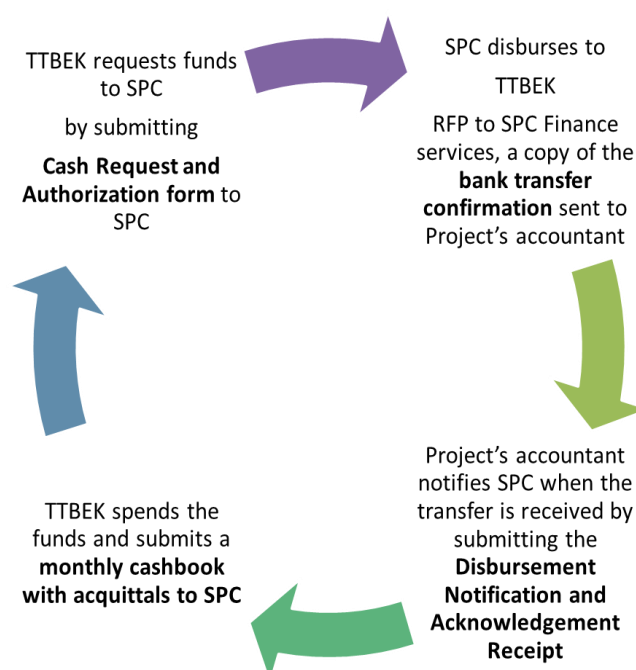 TTBEK requests funds
to SPC
by submitting
Cash Request and
Authorization form to
SPC
SPC disburses to
TTBEK
RFP to SPC Finance
services, a copy of the
bank transfer
confirmation sent to
Project’s accountant
Project’s accountant
notifies SPC when the
transfer is received by
submitting the
Disbursement
Notification and
Acknowledgement
Receipt
TTBEK spends the
funds and submits a
monthly cashbook
with acquittals to SPC